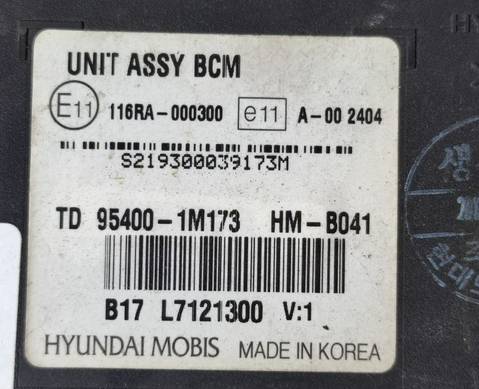 UNIT ASSY BCM
E11 116RA-000300 e11 A-00 2404
S219300039173M
TD 95400-1M173 HM-B041
B17 L7121300 V:1
HYUNDAI MOBIS MADE IN KOREA
생